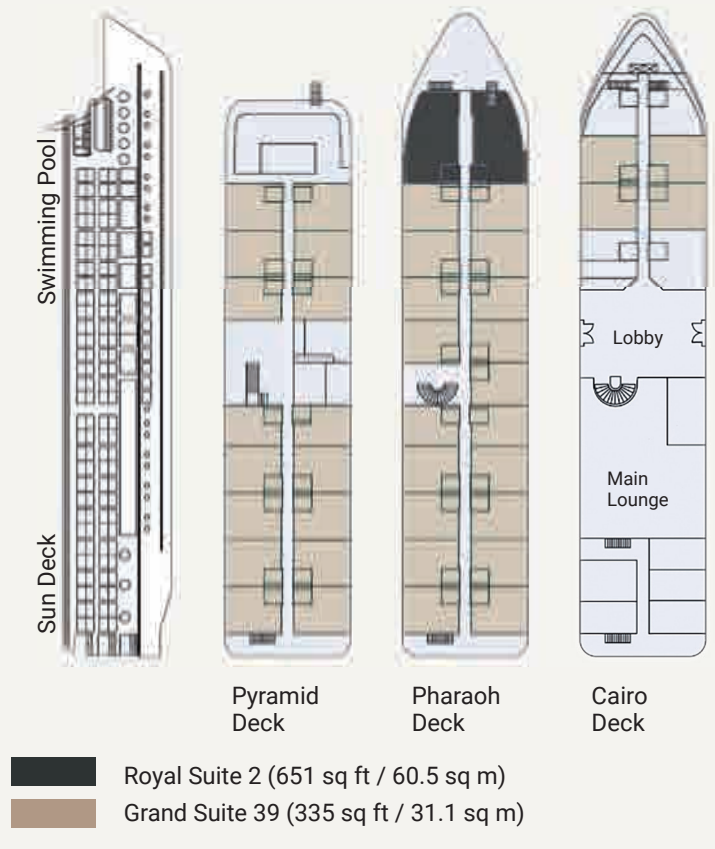 Swimming Pool
Sun Deck
Lobby
Main
Lounge
Pyramid
Deck
Pharaoh
Deck
Cairo
Deck
Royal Suite 2 (651 sq ft / 60.5 sq m)
Grand Suite 39 (335 sq ft / 31.1 sq m)